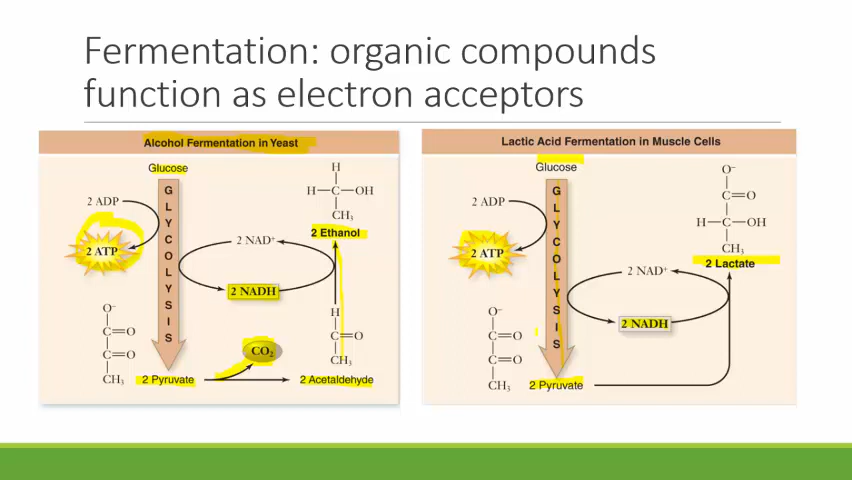 Fermentation: organic compounds
function as electron acceptors
Alcohol Fermentation in Yeast
Glucose
2 ADP
2 ATP
G
L
Y
C
O
L
Y
S
I
S
2 NAD⁺
2 NADH
H
H—C—OH
CH₃
2 Ethanol
H
C=O
CH₃
2 Acetaldehyde
CO₂
O⁻
C=O
C=O
CH₃
2 Pyruvate
Lactic Acid Fermentation in Muscle Cells
Glucose
2 ADP
2 ATP
G
L
Y
C
O
L
Y
S
I
S
2 NAD⁺
2 NADH
O⁻
C=O
H—C—OH
CH₃
2 Lactate
O⁻
C=O
C=O
CH₃
2 Pyruvate